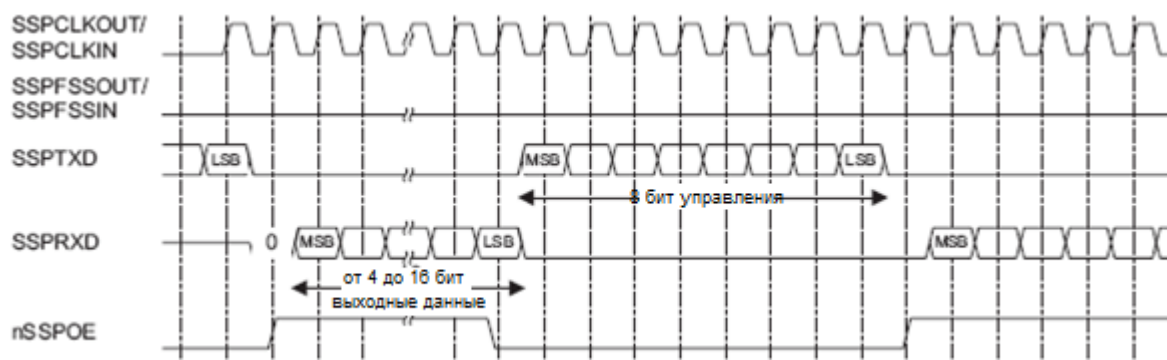 SSPCLKOUT/
SSPCLKIN
SSPFSSOUT/
SSPFSSIN
SSPTXD
LSB
MSB
LSB
8 бит управления
SSPRXD
0
MSB
LSB
MSB
от 4 до 16 бит
выходные данные
nSSPOE